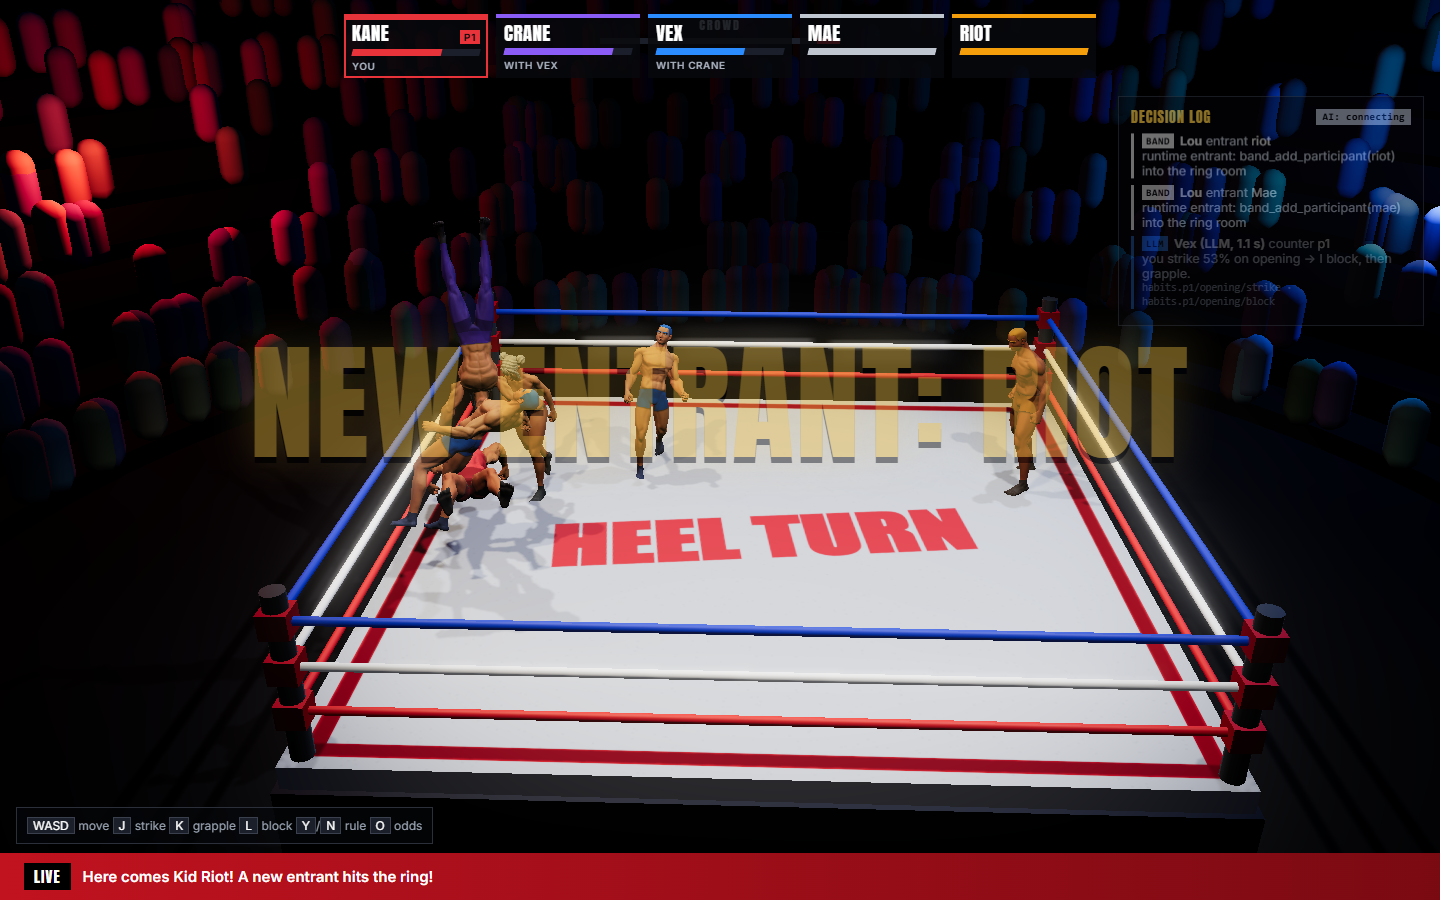 KANE P1
YOU
CRANE
WITH VEX
CROWD
VEX
WITH CRANE
MAE
RIOT
DECISION LOG AI: connecting
BAND Lou entrant riot
runtime entrant: band_add_participant(riot)
into the ring room
BAND Lou entrant Mae
runtime entrant: band_add_participant(mae)
into the ring room
LLM Vex (LLM, 1.1 s) counter p1
you strike 53% on opening → I block, then
grapple.
habits.p1/opening/strike ·
habits.p1/opening/block
NEW ENTRANT: RIOT
HEEL TURN
WASD move J strike K grapple L block Y/N rule O odds
LIVE Here comes Kid Riot! A new entrant hits the ring!